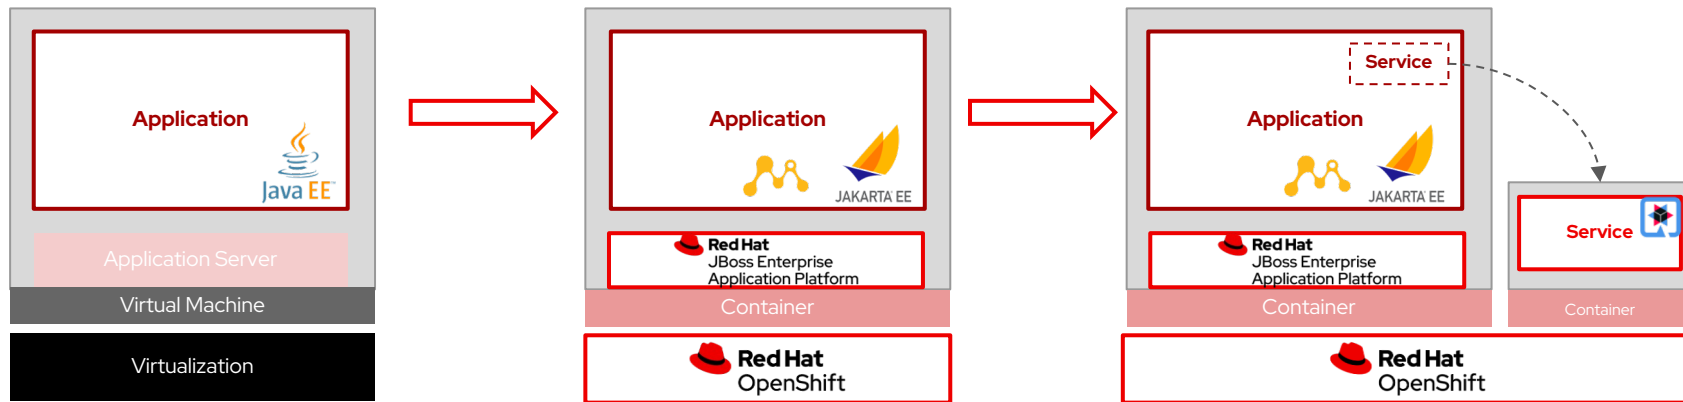 Application
Java EE
Application Server
Virtual Machine
Virtualization
Application
JAKARTA EE
Red Hat
JBoss Enterprise
Application Platform
Container
Red Hat
OpenShift
Service
Application
JAKARTA EE
Red Hat
JBoss Enterprise
Application Platform
Container
Service
Container
Red Hat
OpenShift